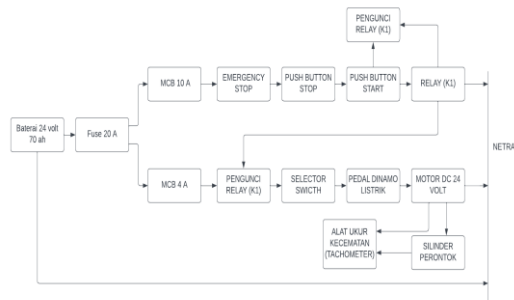 PENGUNCI
RELAY (K1)
MCB 10 A
EMERGENCY
STOP
PUSH BUTTON
STOP
PUSH BUTTON
START
RELAY (K1)
Baterai 24 volt
70 ah
Fuse 20 A
NETRA
MCB 4 A
PENGUNCI
RELAY (K1)
SELECTOR
SWICTH
PEDAL DINAMO
LISTRIK
MOTOR DC 24
VOLT
ALAT UKUR
KECEMATAN
(TACHOMETER)
SILINDER
PERONTOK